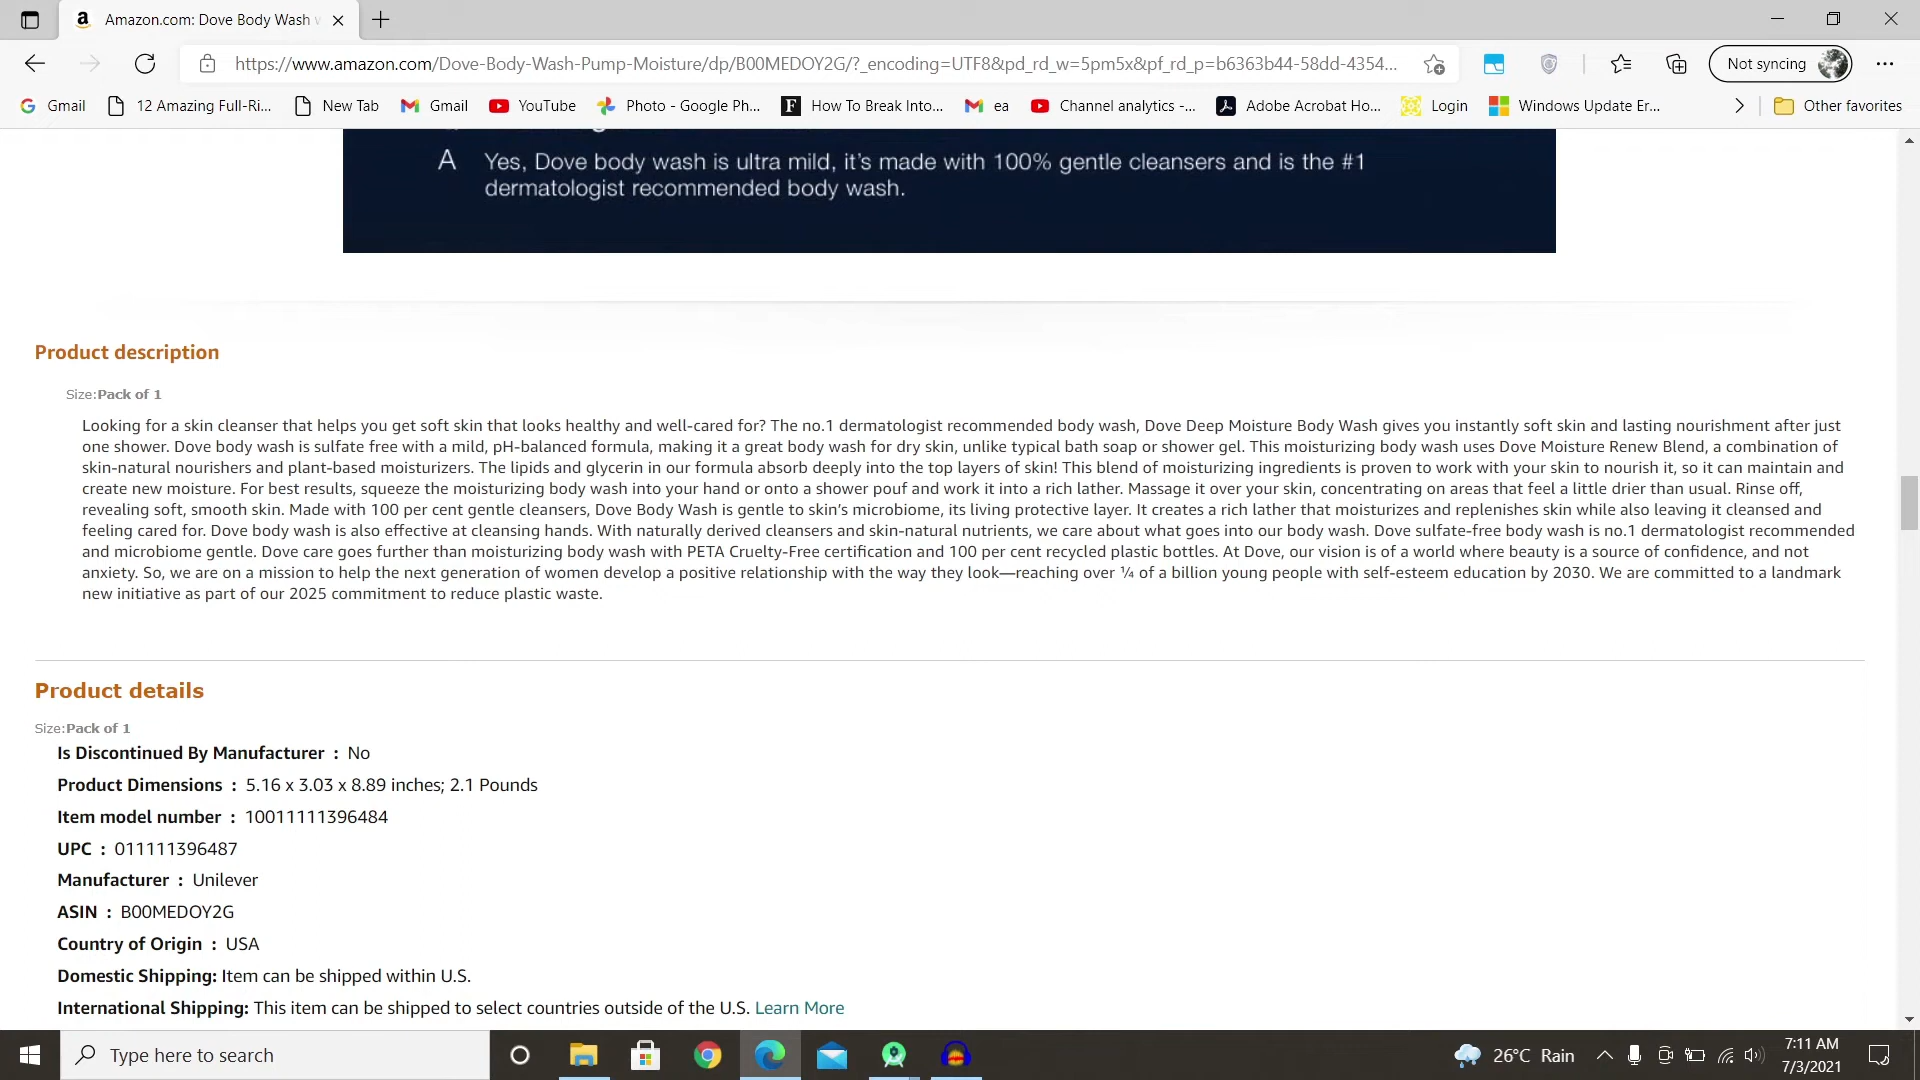 Amazon.com: Dove Body Wash
https://www.amazon.com/Dove-Body-Wash-Pump-Moisture/dp/B00MEDOY2G/?_encoding=UTF8&pd_rd_w=5pm5x&pf_rd_p=b6363b44-58dd-4354...
Not syncing
Gmail
12 Amazing Full-Ri...
New Tab
Gmail
YouTube
Photo - Google Ph...
How To Break Into...
ea
Channel analytics -...
Adobe Acrobat Ho...
Login
Windows Update Er...
Other favorites
A Yes, Dove body wash is ultra mild, it's made with 100% gentle cleansers and is the #1
dermatologist recommended body wash.
Product description
Size:Pack of 1
Looking for a skin cleanser that helps you get soft skin that looks healthy and well-cared for? The no.1 dermatologist recommended body wash, Dove Deep Moisture Body Wash gives you instantly soft skin and lasting nourishment after just
one shower. Dove body wash is sulfate free with a mild, pH-balanced formula, making it a great body wash for dry skin, unlike typical bath soap or shower gel. This moisturizing body wash uses Dove Moisture Renew Blend, a combination of
skin-natural nourishers and plant-based moisturizers. The lipids and glycerin in our formula absorb deeply into the top layers of skin! This blend of moisturizing ingredients is proven to work with your skin to nourish it, so it can maintain and
create new moisture. For best results, squeeze the moisturizing body wash into your hand or onto a shower pouf and work it into a rich lather. Massage it over your skin, concentrating on areas that feel a little drier than usual. Rinse off,
revealing soft, smooth skin. Made with 100 per cent gentle cleansers, Dove Body Wash is gentle to skin's microbiome, its living protective layer. It creates a rich lather that moisturizes and replenishes skin while also leaving it cleansed and
feeling cared for. Dove body wash is also effective at cleansing hands. With naturally derived cleansers and skin-natural nutrients, we care about what goes into our body wash. Dove sulfate-free body wash is no.1 dermatologist recommended
and microbiome gentle. Dove care goes further than moisturizing body wash with PETA Cruelty-Free certification and 100 per cent recycled plastic bottles. At Dove, our vision is of a world where beauty is a source of confidence, and not
anxiety. So, we are on a mission to help the next generation of women develop a positive relationship with the way they look—reaching over ¼ of a billion young people with self-esteem education by 2030. We are committed to a landmark
new initiative as part of our 2025 commitment to reduce plastic waste.
Product details
Size:Pack of 1
Is Discontinued By Manufacturer : No
Product Dimensions : 5.16 x 3.03 x 8.89 inches; 2.1 Pounds
Item model number : 10011111396484
UPC : 011111396487
Manufacturer : Unilever
ASIN : B00MEDOY2G
Country of Origin : USA
Domestic Shipping: Item can be shipped within U.S.
International Shipping: This item can be shipped to select countries outside of the U.S. Learn More
Type here to search
26°C Rain
7:11 AM
7/3/2021